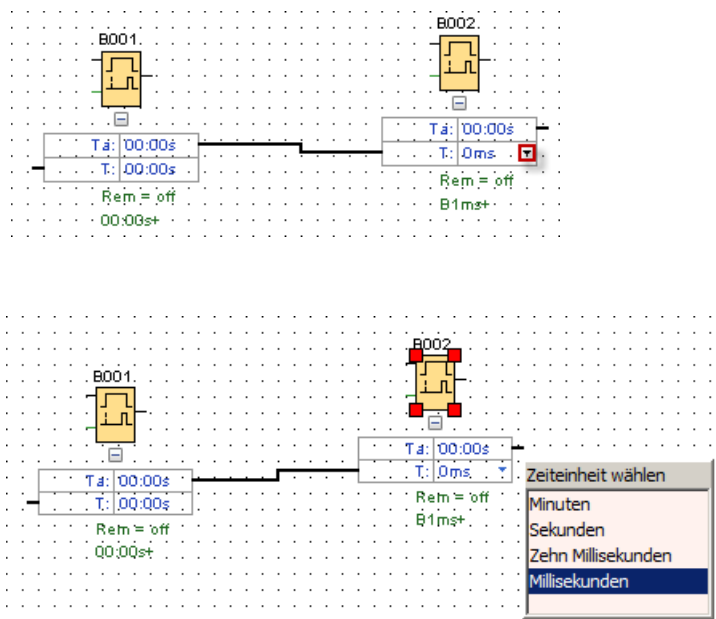 B001
B002
Ta: 00:00s
T: 00:00s
Rem = off
00:00s+
Ta: 00:00s
T: 0ms
Rem = off
B1ms+
B001
B002
Ta: 00:00s
T: 00:00s
Rem = off
00:00s+
Ta: 00:00s
T: 0ms
Rem = off
B1ms+
Zeiteinheit wählen
Minuten
Sekunden
Zehn Millisekunden
Millisekunden